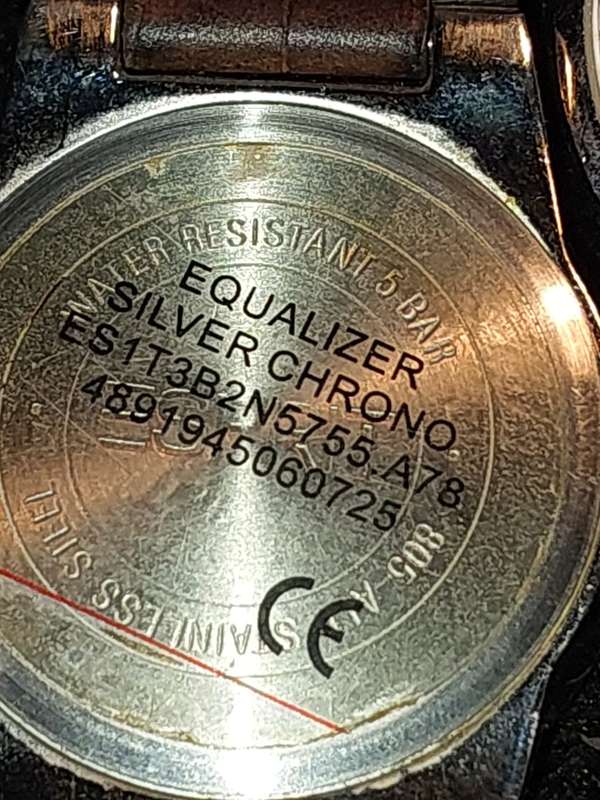 WATER RESISTANT 5 BAR
EQUALIZER
SILVER CHRONO
ES1T3B2N5755.A78
4891945060725
STAINLESS STEEL
CE